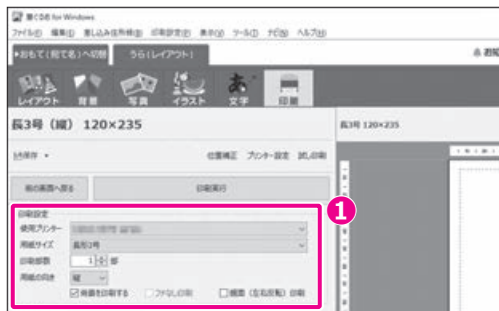 筆ぐるめ for Windows
ファイル(F) 編集(E) 差し込み住所録(B) 印刷設定(P) 表示(V) ツール(T) ナビ(N) ヘルプ(H)
▸おもて(宛て名)へ切替 うら(レイアウト)
レイアウト 背景 写真 イラスト 文字 印刷
長3号（縦） 120×235
長3号 120×235
保存 位置補正 プリンター設定 試し印刷
前の画面へ戻る 印刷実行
1
印刷設定
使用プリンター
用紙サイズ 長形3号
印刷部数 1 部
用紙の向き 縦
背景を印刷する フチなし印刷 鏡面（左右反転）印刷